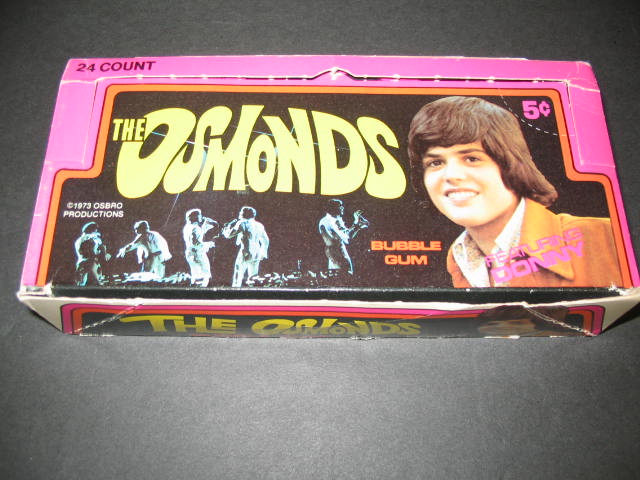 24 COUNT
5¢
THE OSMONDS
©1973 OSBRO
PRODUCTIONS
BUBBLE
GUM
FEATURING
DONNY
THE OSMONDS